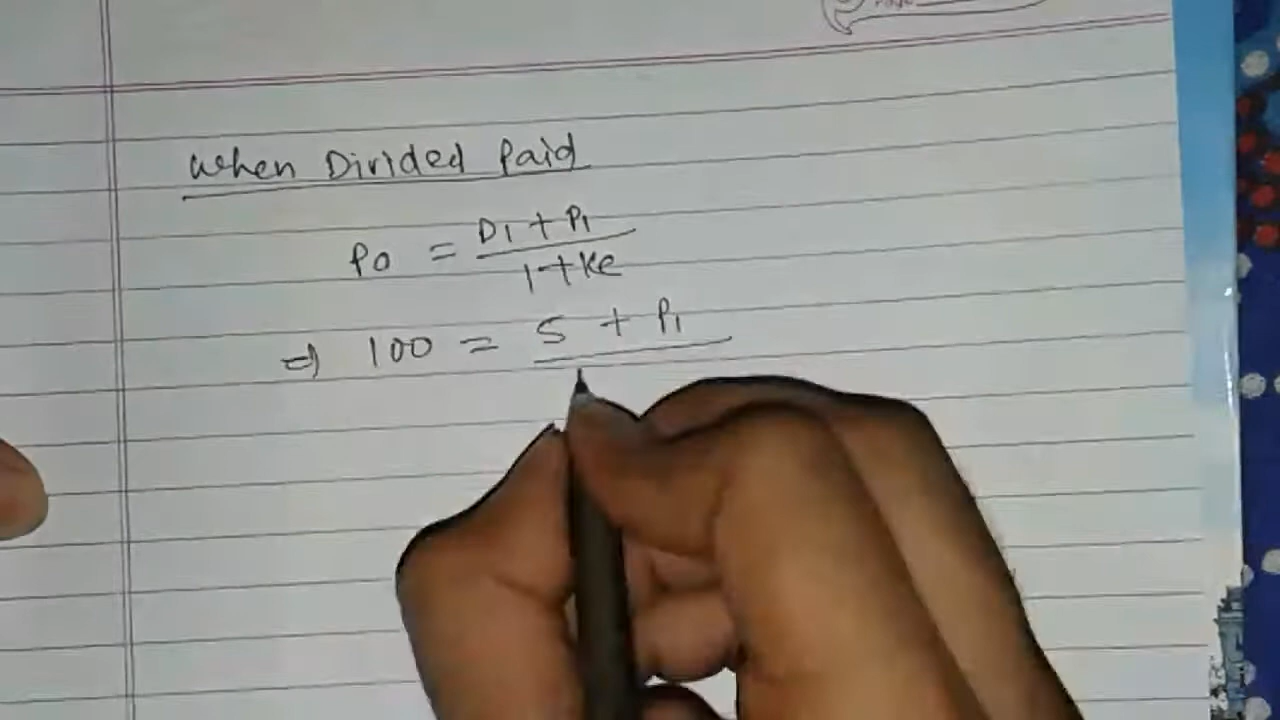 When Divided Paid
P0 = D1 + P1 / 1 + Ke
⇒ 100 = 5 + P1